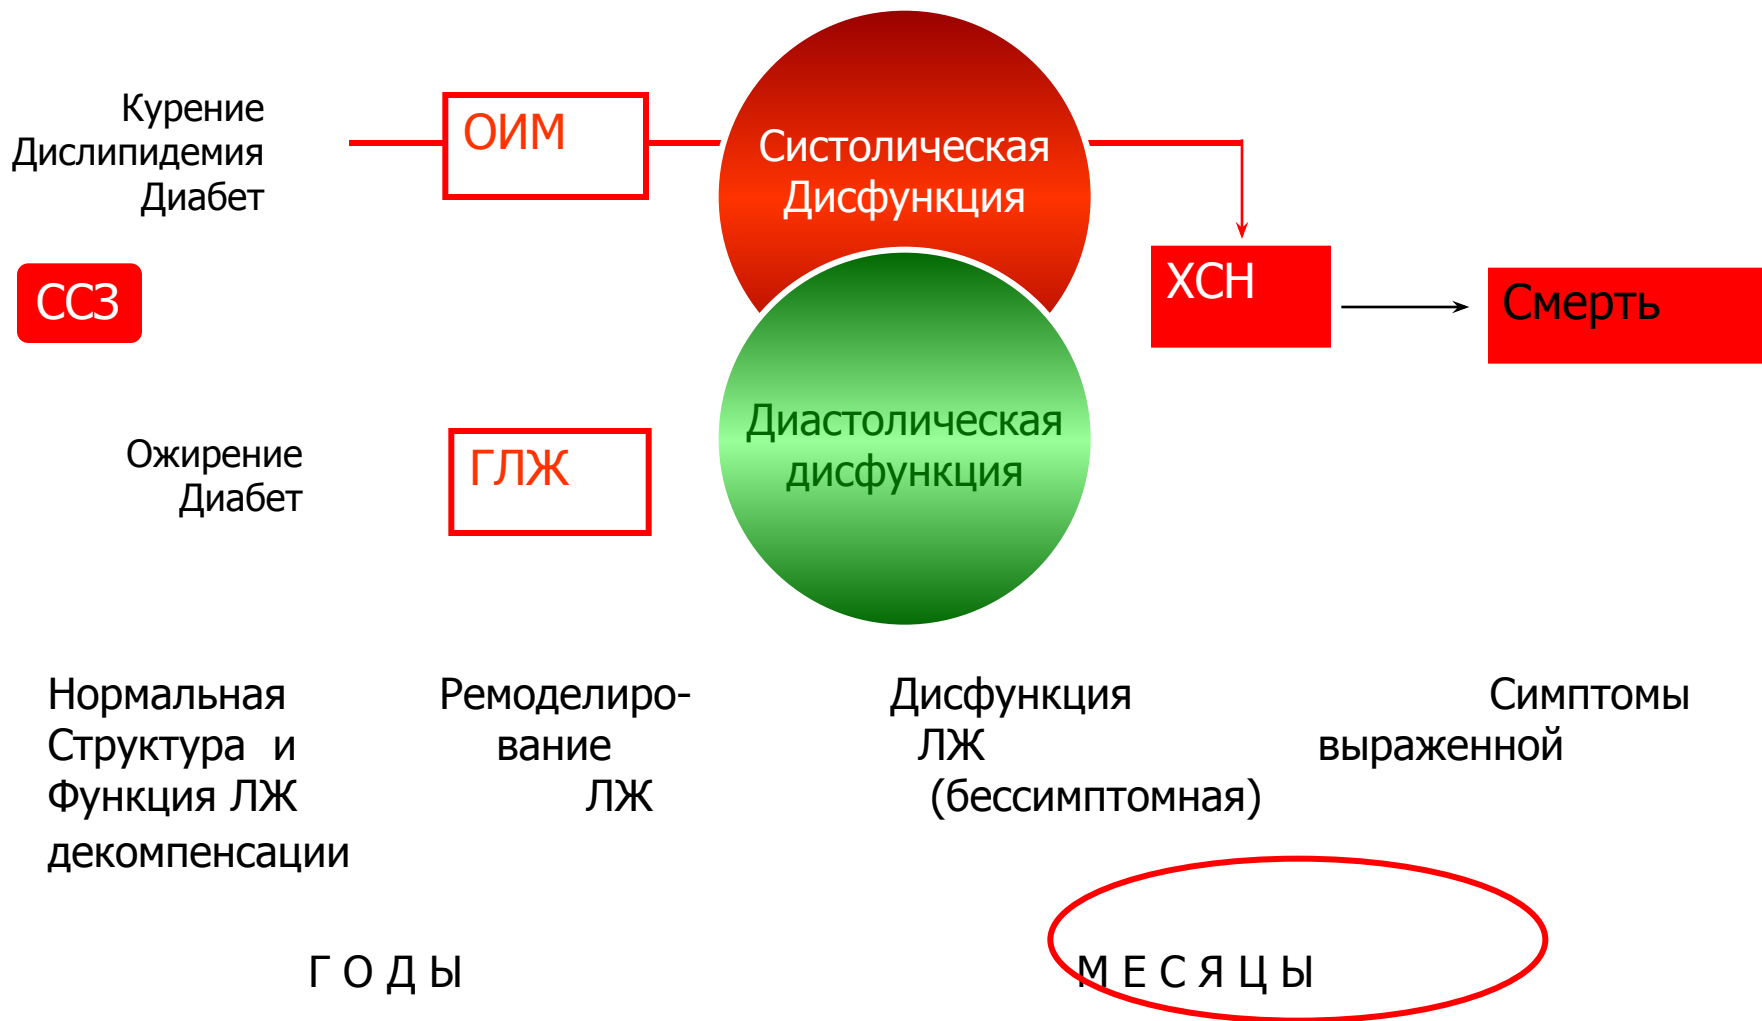 Курение
Дислипидемия
Диабет
ОИМ
Систолическая
Дисфункция
ССЗ
ХСН
Смерть
Ожирение
Диабет
ГЛЖ
Диастолическая
дисфункция
Нормальная Ремоделиро- Дисфункция Симптомы
Структура и вание ЛЖ выраженной
Функция ЛЖ ЛЖ (бессимптомная)
декомпенсации
Г О Д Ы М Е С Я Ц Ы